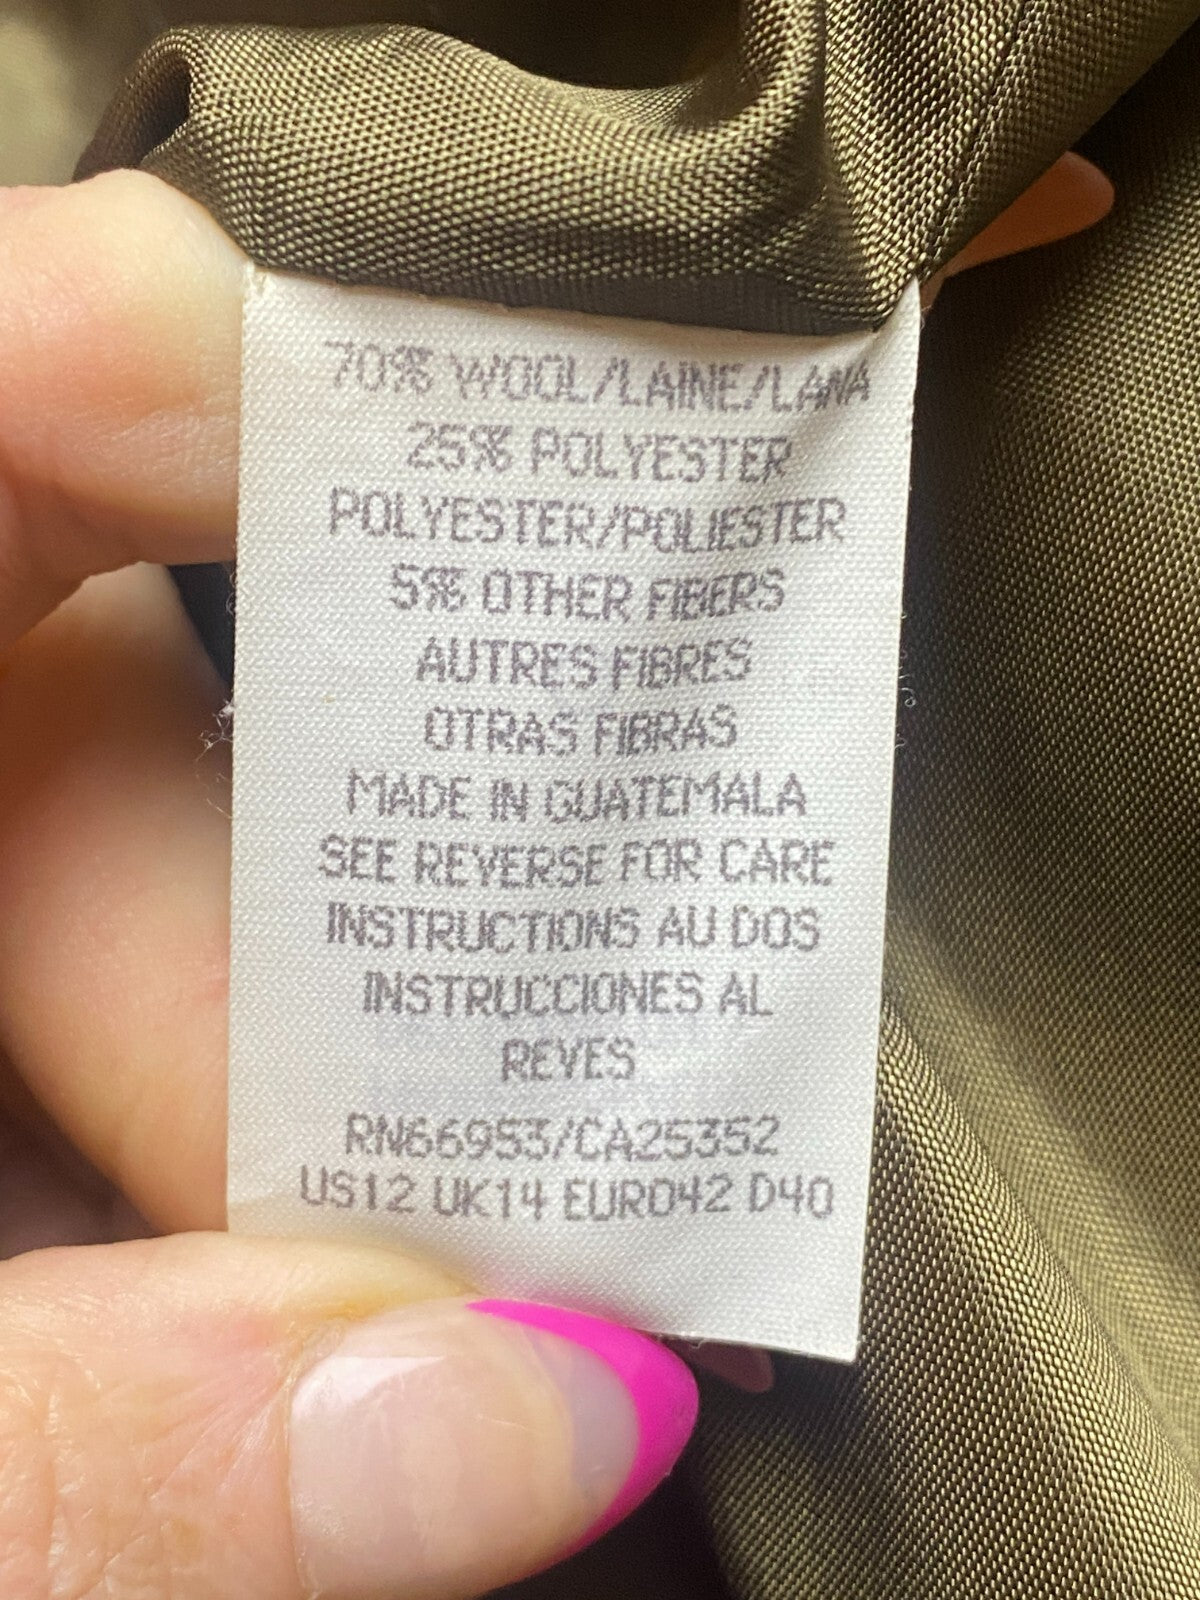 70% WOOL/LAINE/LANA
25% POLYESTER
POLYESTER/POLIESTER
5% OTHER FIBERS
AUTRES FIBRES
OTRAS FIBRAS
MADE IN GUATEMALA
SEE REVERSE FOR CARE
INSTRUCTIONS AU DOS
INSTRUCCIONES AL
REVES
RN66953/CA25352
US12 UK14 EURO42 D40